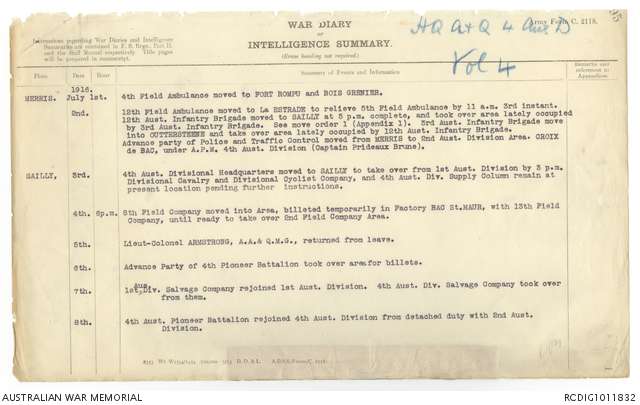 WAR DIARY
OR
INTELLIGENCE SUMMARY.
(Erase heading not required).
Army Form C. 2118.
HQ A+Q 4 Aus D
Vol 4
Instructions regarding War Diaries and Intelligence
Summaries are contained in F. S. Regs., Part II.
and the Staff Manual respectively. Title pages
will be prepared in manuscript.
Place Date Hour Summary of Events and Information Remarks and references to Appendices
1916.
MERRIS. July 1st. 4th Field Ambulance moved to FORT ROMPU and BOIS GRENIER.
2nd. 12th Field Ambulance moved to La ESTRADE to relieve 5th Field Ambulance by 11 a.m. 3rd instant.
12th Aust. Infantry Brigade moved to SAILLY at 5 p.m. complete, and took over area lately occupied
by 3rd Aust. Infantry Brigade. See move order 1 (Appendix 1). 3rd Aust. Infantry Brigade move
into OUTTERSTEENE and take over area lately occupied by 12th Aust. Infantry Brigade.
Advance party of Police and Traffic Control moved from MERRIS to 2nd Aust. Division Area. CROIX
de BAC, under A.P.M. 4th Aust. Division (Captain Prideaux Brune).
SAILLY, 3rd. 4th Aust. Divisional Headquarters moved to SAILLY to take over from 1st Aust. Division by 3 p.m.
Divisional Cavalry and Divisional Cyclist Company, and 4th Aust. Div. Supply Column remain at
present location pending further instructions.
4th. 6p.m. 8th Field Company moved into Area, billeted temporarily in Factory BAC St.MAUR, with 13th Field
Company, until ready to take over 2nd Field Company Area.
5th. Lieut-Colonel ARMSTRONG, A.A.& Q.M.G., returned from leave.
6th. Advance Party of 4th Pioneer Battalion took over areafor billets.
7th. 1st Aus. Div. Salvage Company rejoined 1st Aust. Division. 4th Aust. Div. Salvage Company took over
from them.
8th. 4th Aust. Pioneer Battalion rejoined 4th Aust. Division from detached duty with 2nd Aust.
Division.
AUSTRALIAN WAR MEMORIAL
RCDIG1011832